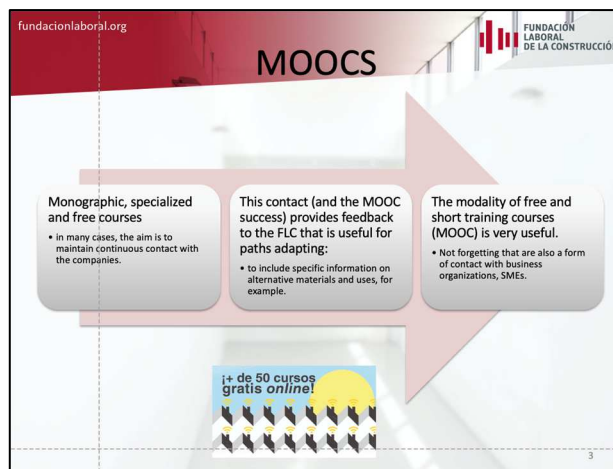 fundacionlaboral.org
FUNDACIÓN
LABORAL
DE LA CONSTRUCCIÓN
MOOCS
Monographic, specialized
and free courses
• in many cases, the aim is to
maintain continuous contact with
the companies.
This contact (and the MOOC
success) provides feedback
to the FLC that is useful for
paths adapting:
• to include specific information on
alternative materials and uses, for
example.
The modality of free and
short training courses
(MOOC) is very useful.
• Not forgetting that are also a form
of contact with business
organizations, SMEs.
¡+ de 50 cursos
gratis online!
3